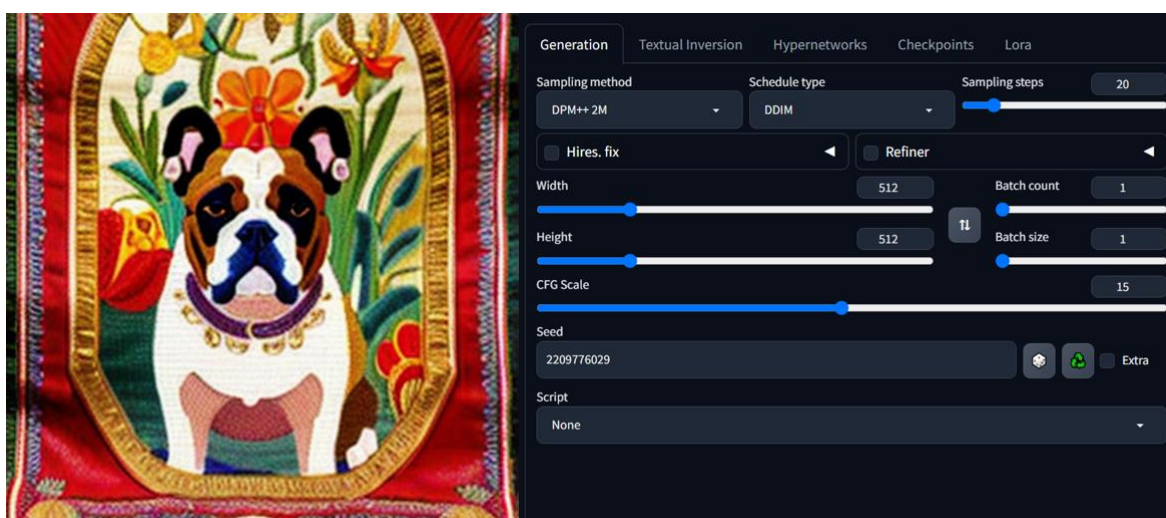 Generation Textual Inversion Hypernetworks Checkpoints Lora
Sampling method Schedule type Sampling steps 20
DPM++ 2M DDIM
Hires. fix Refiner
Width 512 Batch count 1
Height 512 Batch size 1
CFG Scale 15
Seed
2209776029 Extra
Script
None